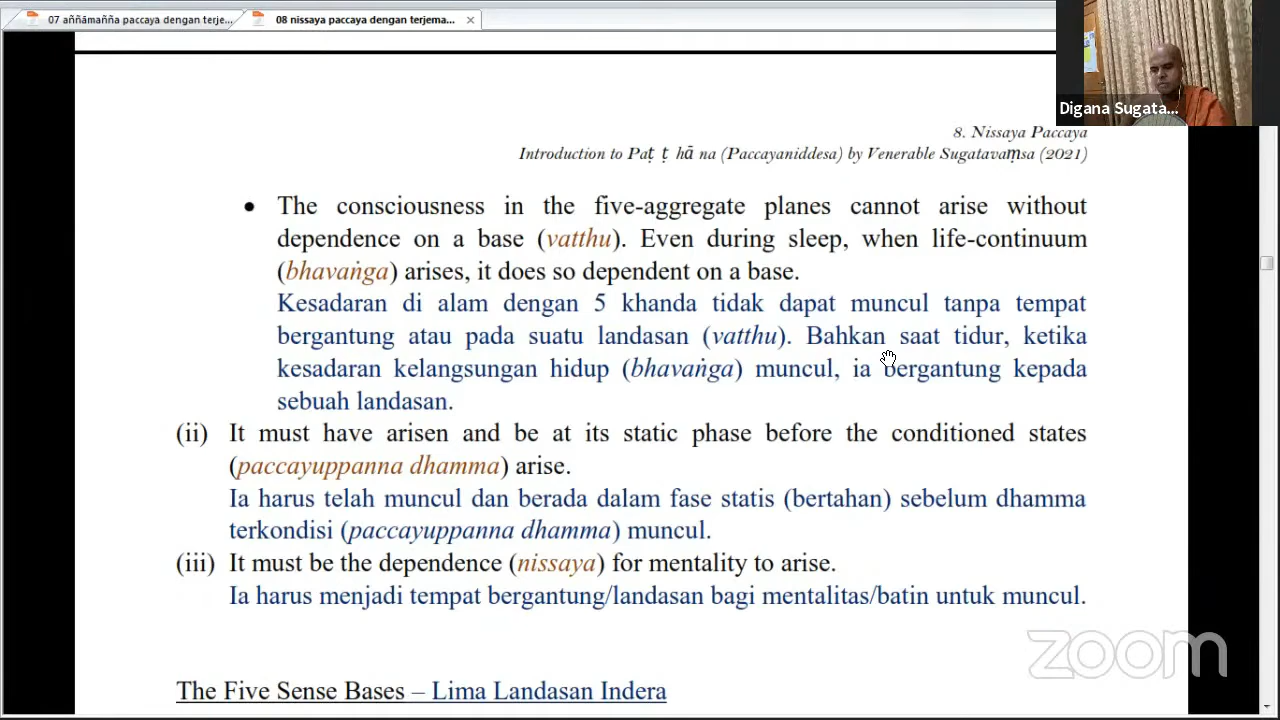 07 aññāmañña paccaya dengan terje...
08 nissaya paccaya dengan terjema...
Digana Sugata...
8. Nissaya Paccaya
Introduction to Paṭ ṭ hā na (Paccayaniddesa) by Venerable Sugatavaṃsa (2021)
• The consciousness in the five-aggregate planes cannot arise without
dependence on a base (vatthu). Even during sleep, when life-continuum
(bhavaṅga) arises, it does so dependent on a base.
Kesadaran di alam dengan 5 khanda tidak dapat muncul tanpa tempat
bergantung atau pada suatu landasan (vatthu). Bahkan saat tidur, ketika
kesadaran kelangsungan hidup (bhavaṅga) muncul, ia bergantung kepada
sebuah landasan.
(ii) It must have arisen and be at its static phase before the conditioned states
(paccayuppanna dhamma) arise.
Ia harus telah muncul dan berada dalam fase statis (bertahan) sebelum dhamma
terkondisi (paccayuppanna dhamma) muncul.
(iii) It must be the dependence (nissaya) for mentality to arise.
Ia harus menjadi tempat bergantung/landasan bagi mentalitas/batin untuk muncul.
zoom
The Five Sense Bases – Lima Landasan Indera